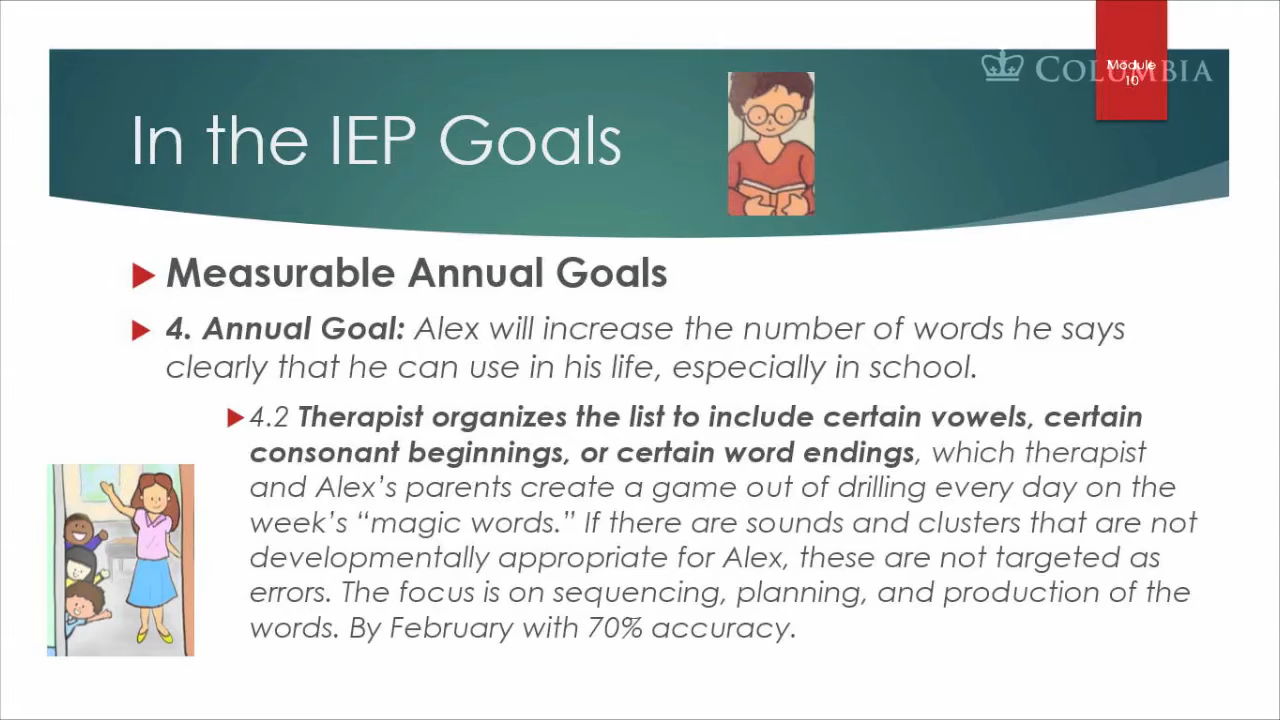 Module
10
COLUMBIA
In the IEP Goals
Measurable Annual Goals
4. Annual Goal: Alex will increase the number of words he says
clearly that he can use in his life, especially in school.
4.2 Therapist organizes the list to include certain vowels, certain
consonant beginnings, or certain word endings, which therapist
and Alex’s parents create a game out of drilling every day on the
week’s “magic words.” If there are sounds and clusters that are not
developmentally appropriate for Alex, these are not targeted as
errors. The focus is on sequencing, planning, and production of the
words. By February with 70% accuracy.